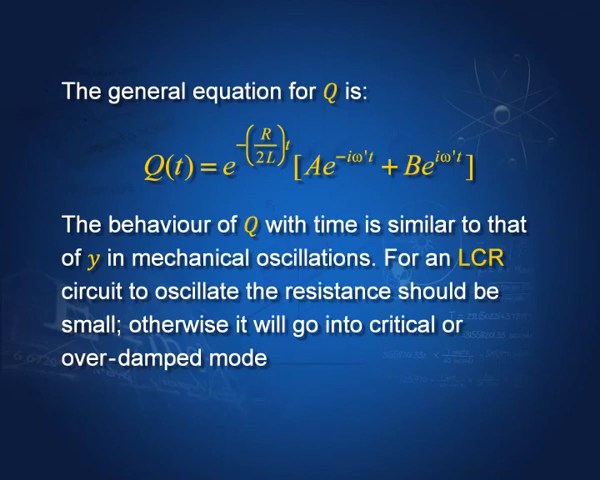 The general equation for Q is:
Q(t) = e^{-(R/2L)t} [Ae^{-iω't} + Be^{iω't}]
The behaviour of Q with time is similar to that
of y in mechanical oscillations. For an LCR
circuit to oscillate the resistance should be
small; otherwise it will go into critical or
over-damped mode